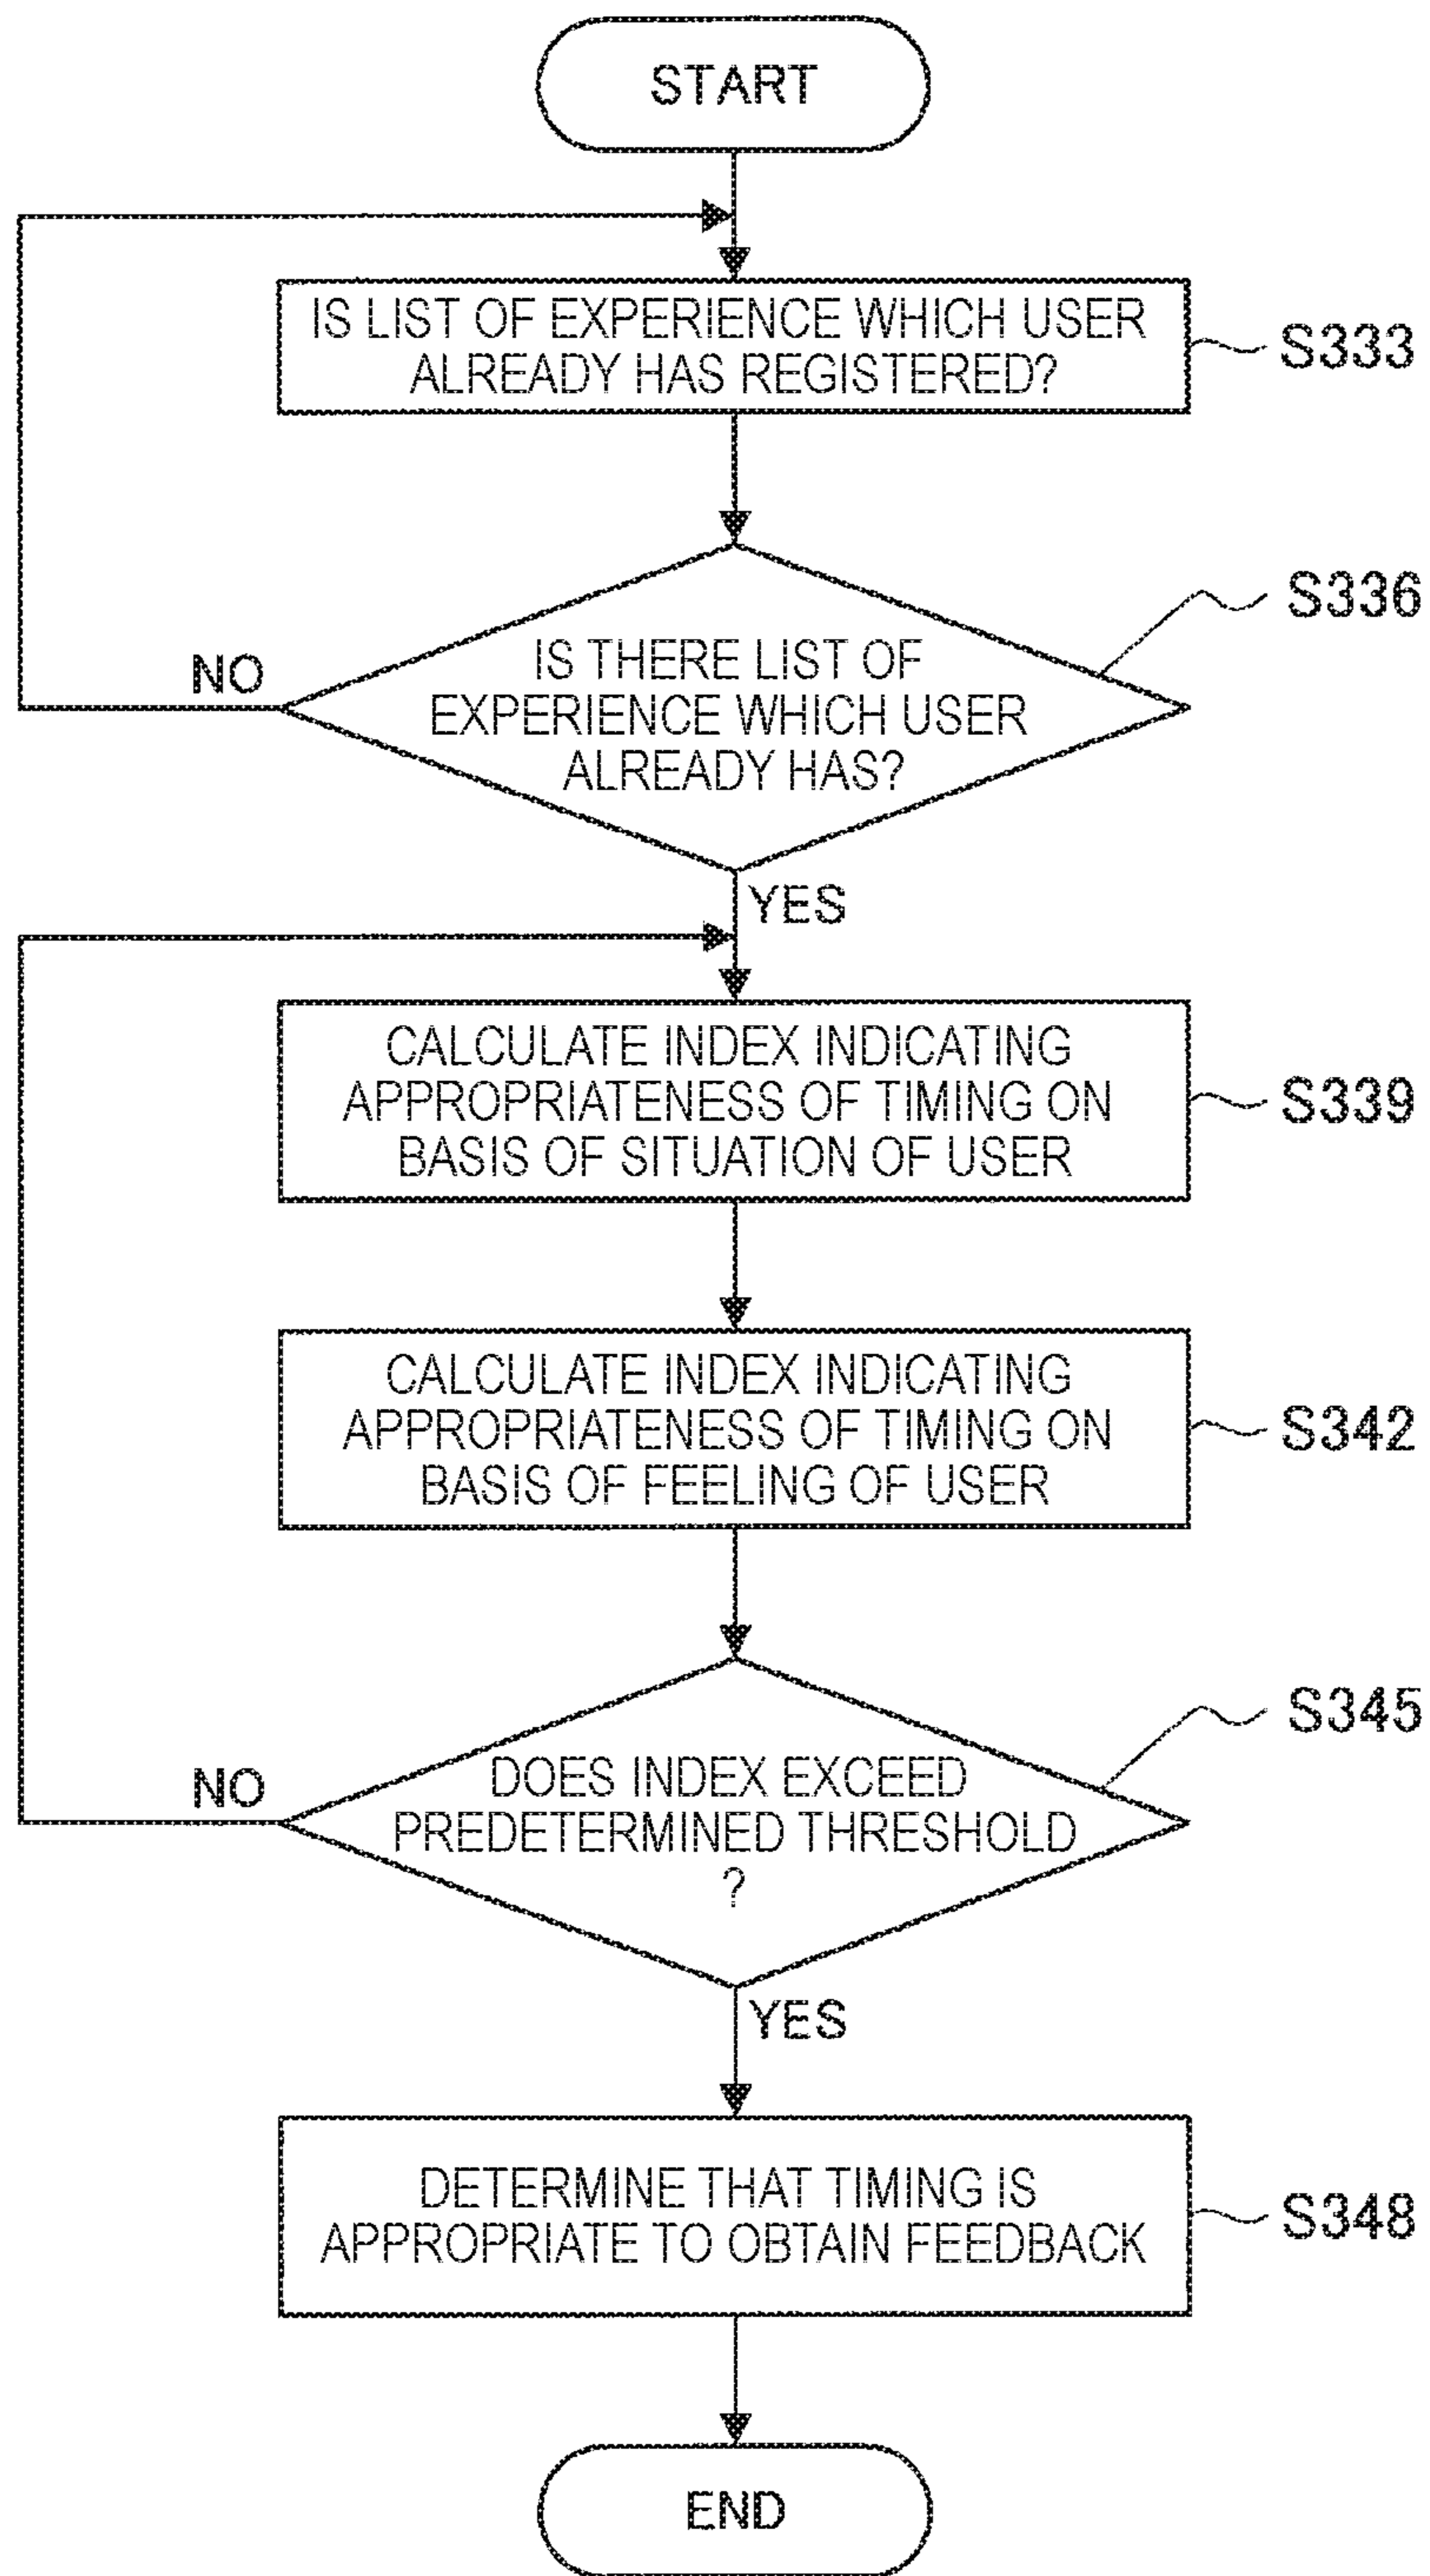 START
IS LIST OF EXPERIENCE WHICH USER
ALREADY HAS REGISTERED?
S333
S336
IS THERE LIST OF
EXPERIENCE WHICH USER
ALREADY HAS?
NO
YES
CALCULATE INDEX INDICATING
APPROPRIATENESS OF TIMING ON
BASIS OF SITUATION OF USER
S339
CALCULATE INDEX INDICATING
APPROPRIATENESS OF TIMING ON
BASIS OF FEELING OF USER
S342
S345
DOES INDEX EXCEED
PREDETERMINED THRESHOLD
?
NO
YES
DETERMINE THAT TIMING IS
APPROPRIATE TO OBTAIN FEEDBACK
S348
END